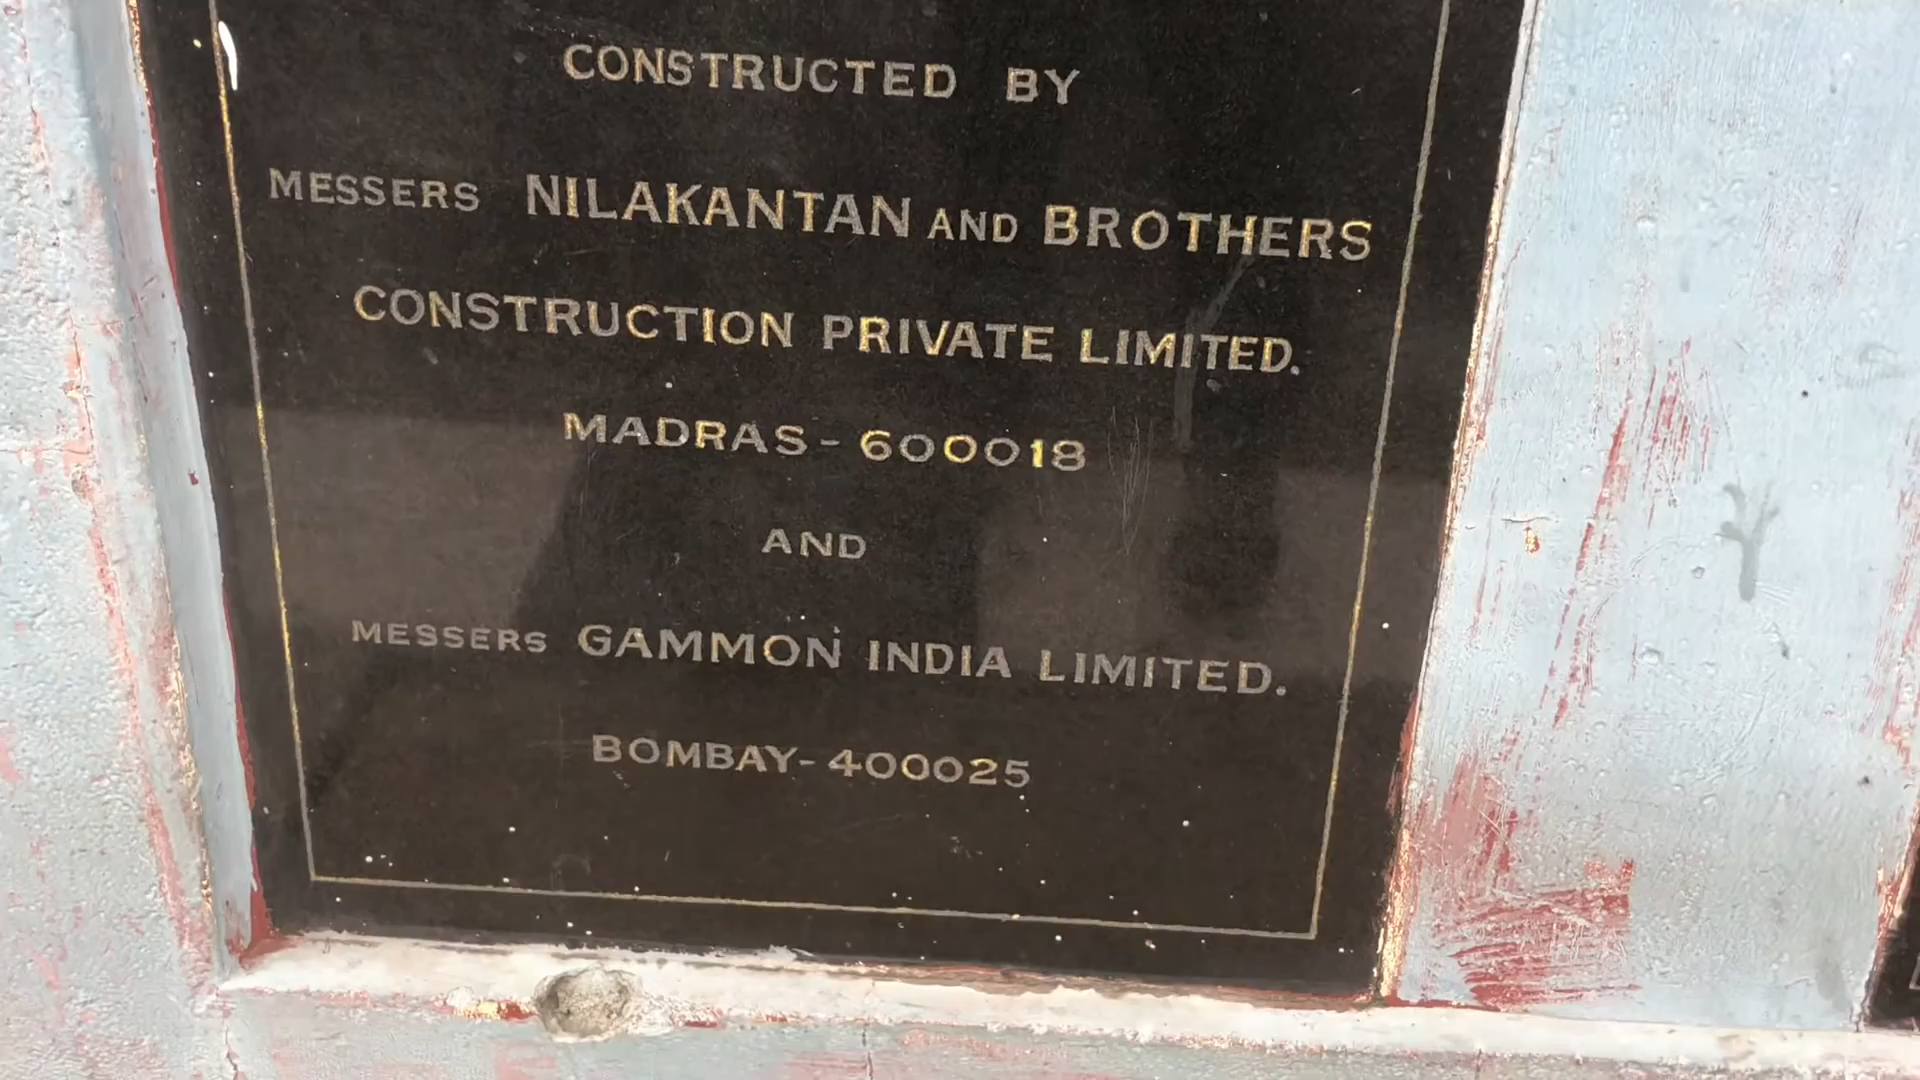 CONSTRUCTED BY
MESSERS NILAKANTAN AND BROTHERS
CONSTRUCTION PRIVATE LIMITED.
MADRAS - 600018
AND
MESSERS GAMMON INDIA LIMITED.
BOMBAY - 400025